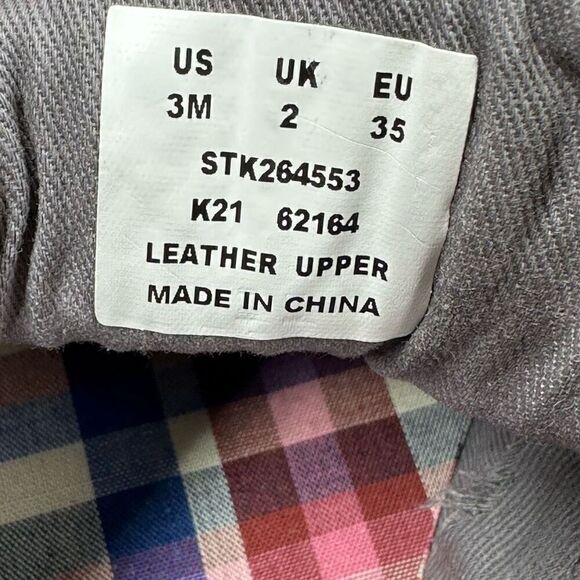 US UK EU
3M 2 35
STK264553
K21 62164
LEATHER UPPER
MADE IN CHINA